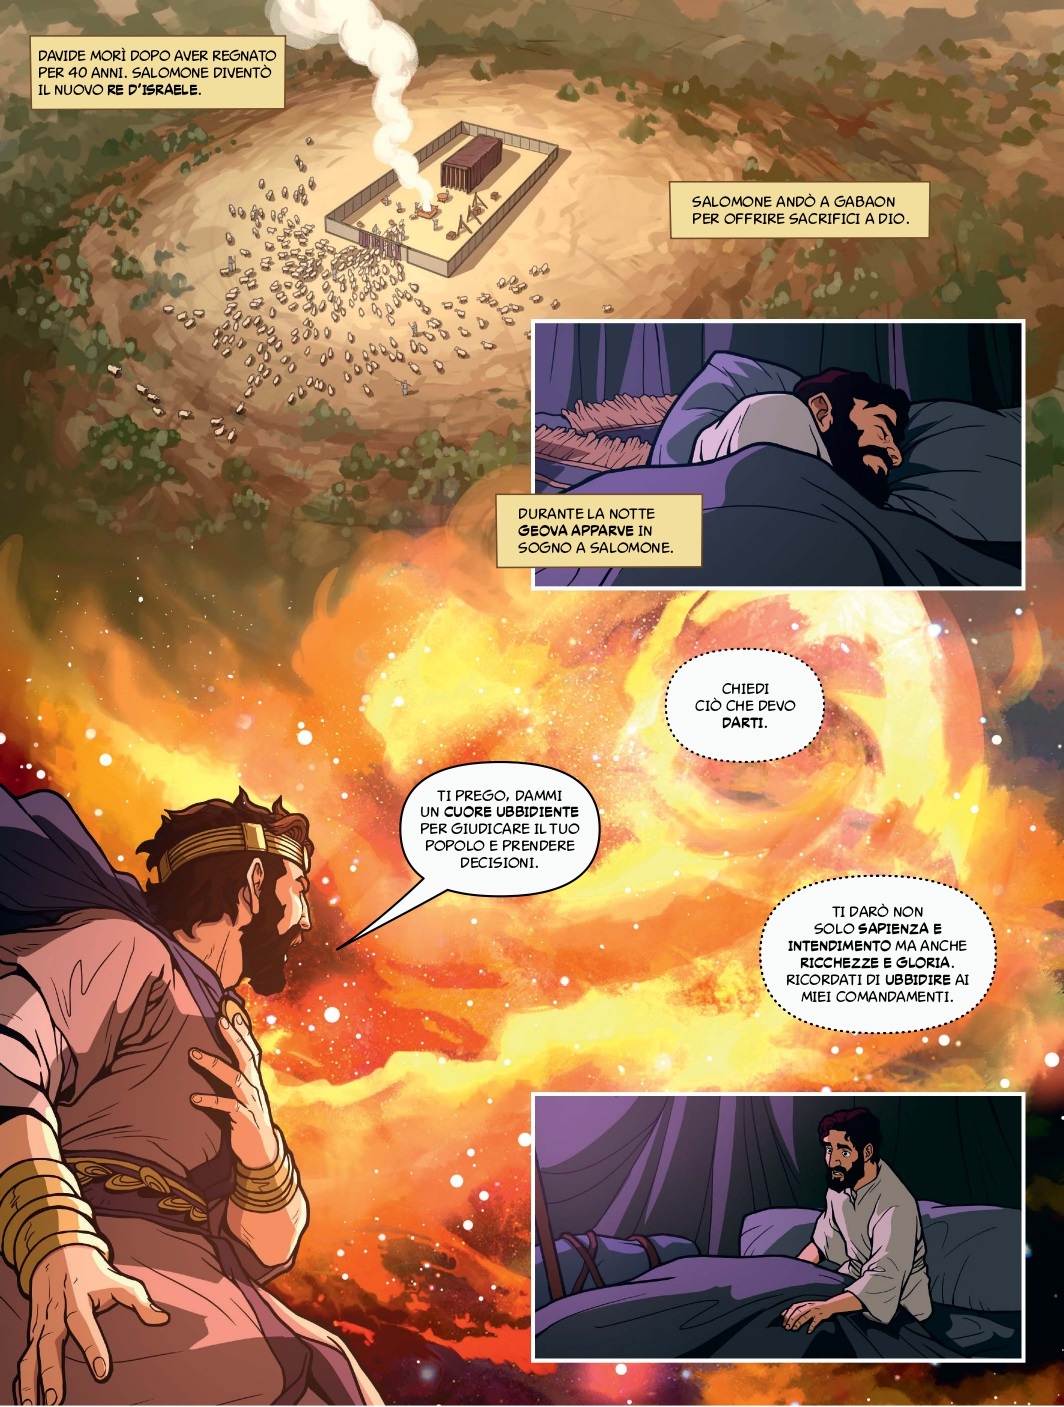 DAVIDE MORÌ DOPO AVER REGNATO
PER 40 ANNI. SALOMONE DIVENTÒ
IL NUOVO RE D'ISRAELE.
SALOMONE ANDÒ A GABAON
PER OFFRIRE SACRIFICI A DIO.
DURANTE LA NOTTE
GEOVA APPARVE IN
SOGNO A SALOMONE.
CHIEDI
CIÒ CHE DEVO
DARTI.
TI PREGO, DAMMI
UN CUORE UBBIDIENTE
PER GIUDICARE IL TUO
POPOLO E PRENDERE
DECISIONI.
TI DARÒ NON
SOLO SAPIENZA E
INTENDIMENTO MA ANCHE
RICCHEZZE E GLORIA.
RICORDATI DI UBBIDIRE AI
MIEI COMANDAMENTI.